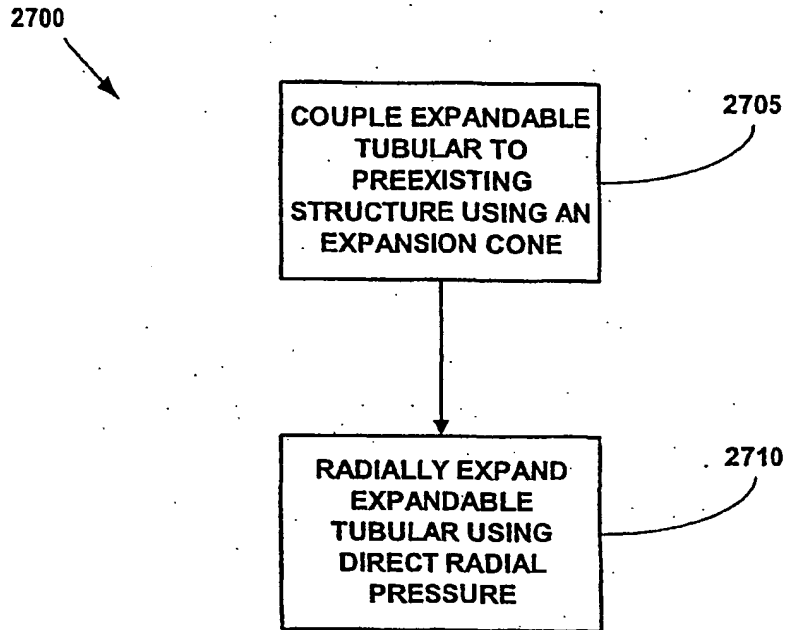 2700
COUPLE EXPANDABLE
TUBULAR TO
PREEXISTING
STRUCTURE USING AN
EXPANSION CONE
2705
RADIALLY EXPAND
EXPANDABLE
TUBULAR USING
DIRECT RADIAL
PRESSURE
2710